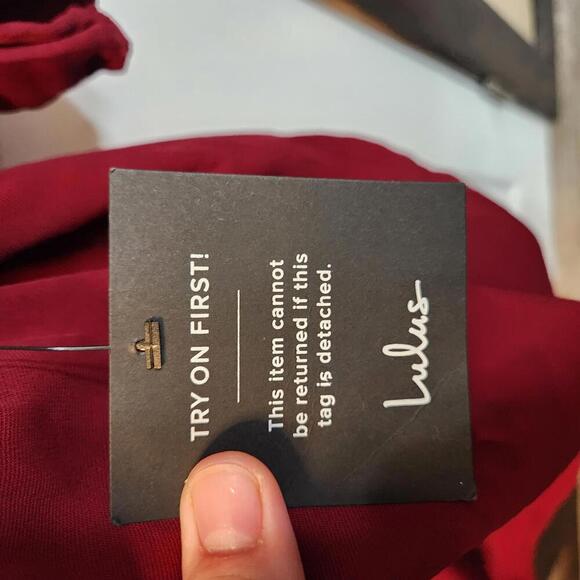 TRY ON FIRST!
This item cannot
be returned if this
tag is detached.
Lulus